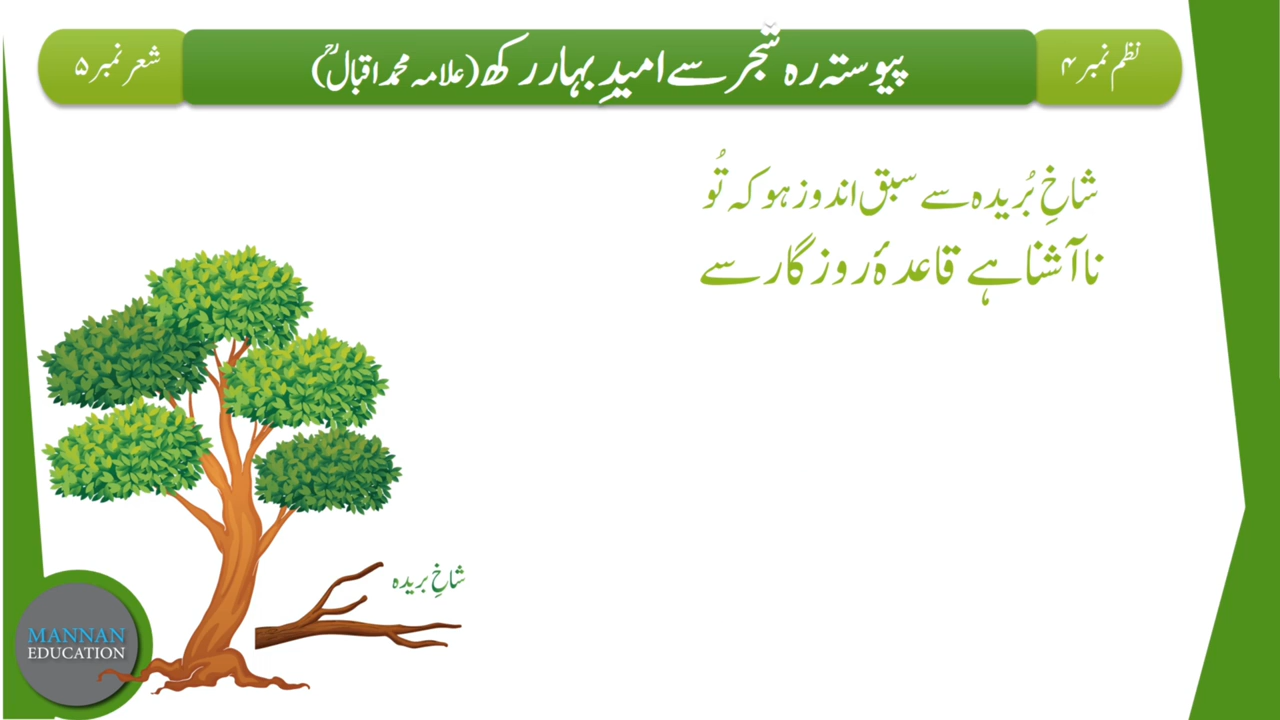 نظم نمبر ۴
پیوستہ رہ شجر سے امیدِ بہار رکھ (علامہ محمد اقبالؒ)
شعر نمبر ۵
شاخِ بُریدہ سے سبق اندوز ہو کہ تُو
ناآشنا ہے قاعدۂ روزگار سے
شاخِ بریدہ
MANNAN
EDUCATION